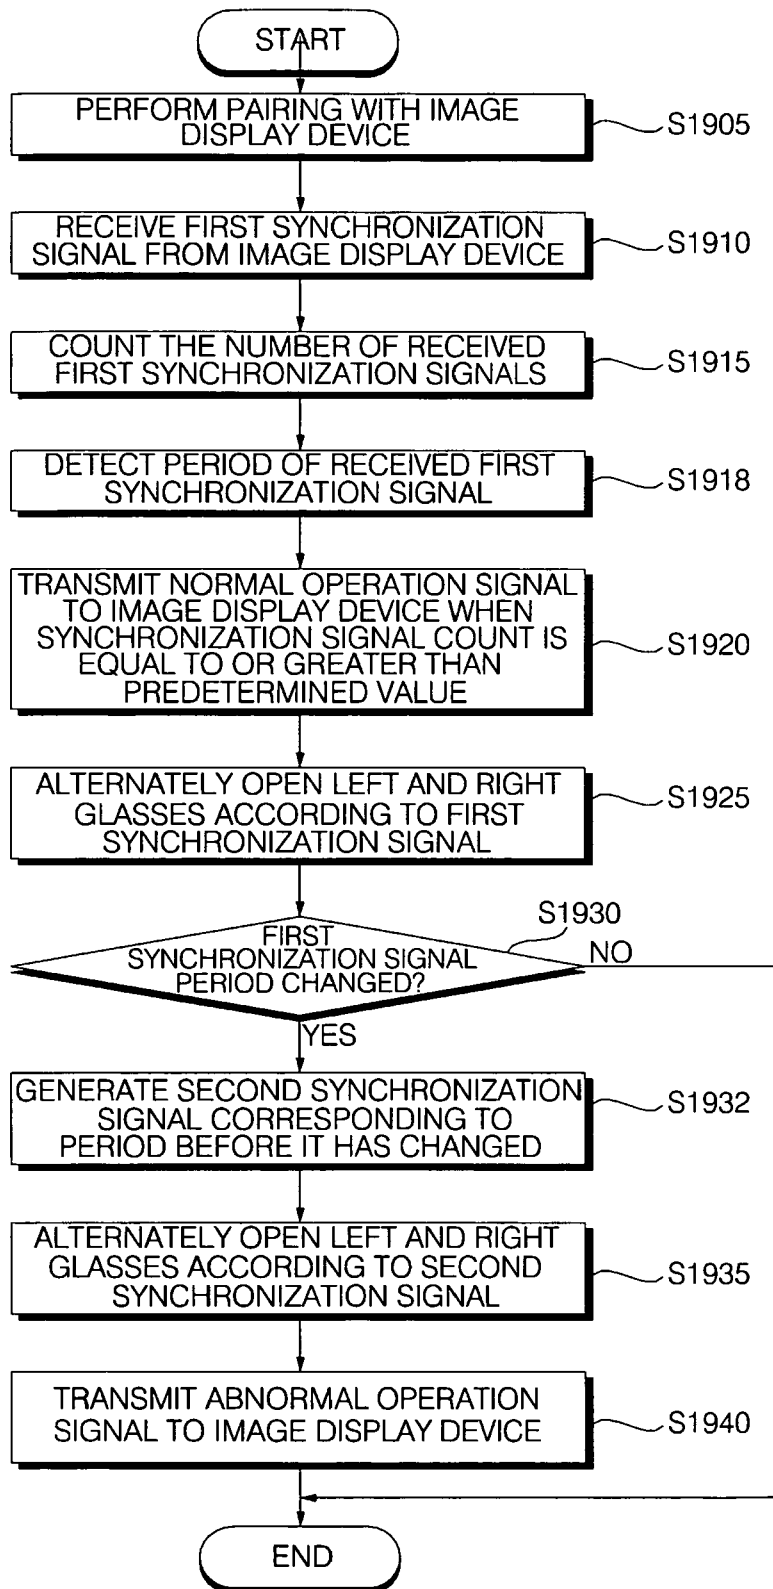 START
PERFORM PAIRING WITH IMAGE
DISPLAY DEVICE
S1905
RECEIVE FIRST SYNCHRONIZATION
SIGNAL FROM IMAGE DISPLAY DEVICE
S1910
COUNT THE NUMBER OF RECEIVED
FIRST SYNCHRONIZATION SIGNALS
S1915
DETECT PERIOD OF RECEIVED FIRST
SYNCHRONIZATION SIGNAL
S1918
TRANSMIT NORMAL OPERATION SIGNAL
TO IMAGE DISPLAY DEVICE WHEN
SYNCHRONIZATION SIGNAL COUNT IS
EQUAL TO OR GREATER THAN
PREDETERMINED VALUE
S1920
ALTERNATELY OPEN LEFT AND RIGHT
GLASSES ACCORDING TO FIRST
SYNCHRONIZATION SIGNAL
S1925
S1930
FIRST
SYNCHRONIZATION SIGNAL
PERIOD CHANGED?
NO
YES
GENERATE SECOND SYNCHRONIZATION
SIGNAL CORRESPONDING TO
PERIOD BEFORE IT HAS CHANGED
S1932
ALTERNATELY OPEN LEFT AND RIGHT
GLASSES ACCORDING TO SECOND
SYNCHRONIZATION SIGNAL
S1935
TRANSMIT ABNORMAL OPERATION
SIGNAL TO IMAGE DISPLAY DEVICE
S1940
END